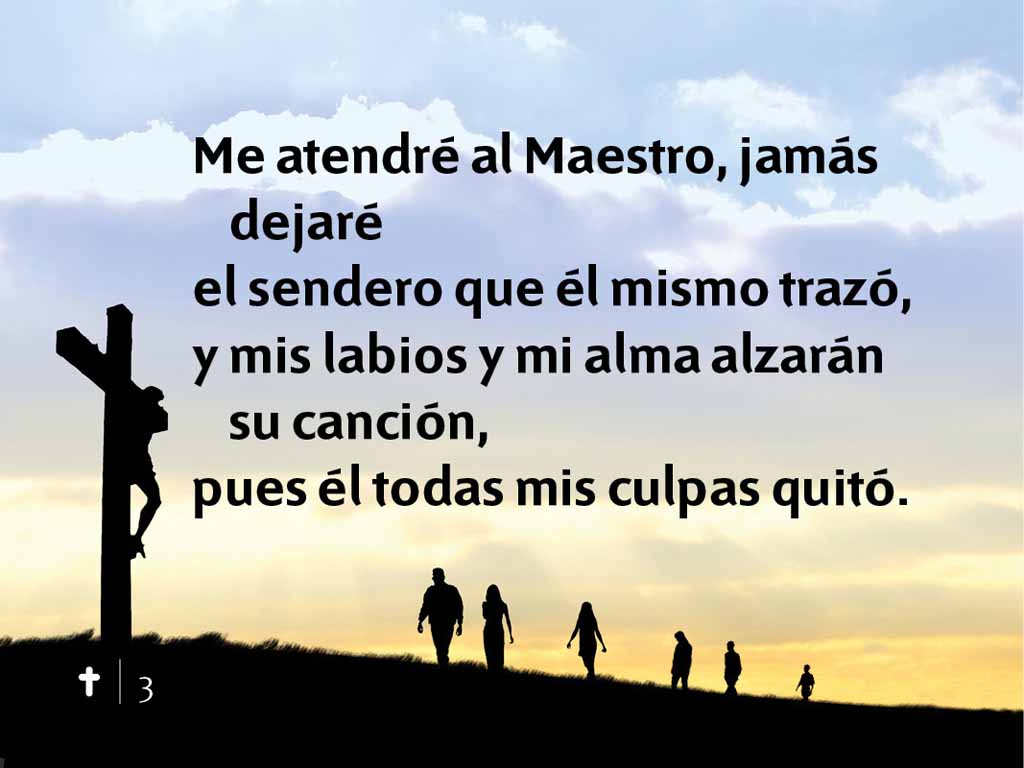 Me atendré al Maestro, jamás
dejaré
el sendero que él mismo trazó,
y mis labios y mi alma alzarán
su canción,
pues él todas mis culpas quitó.
3